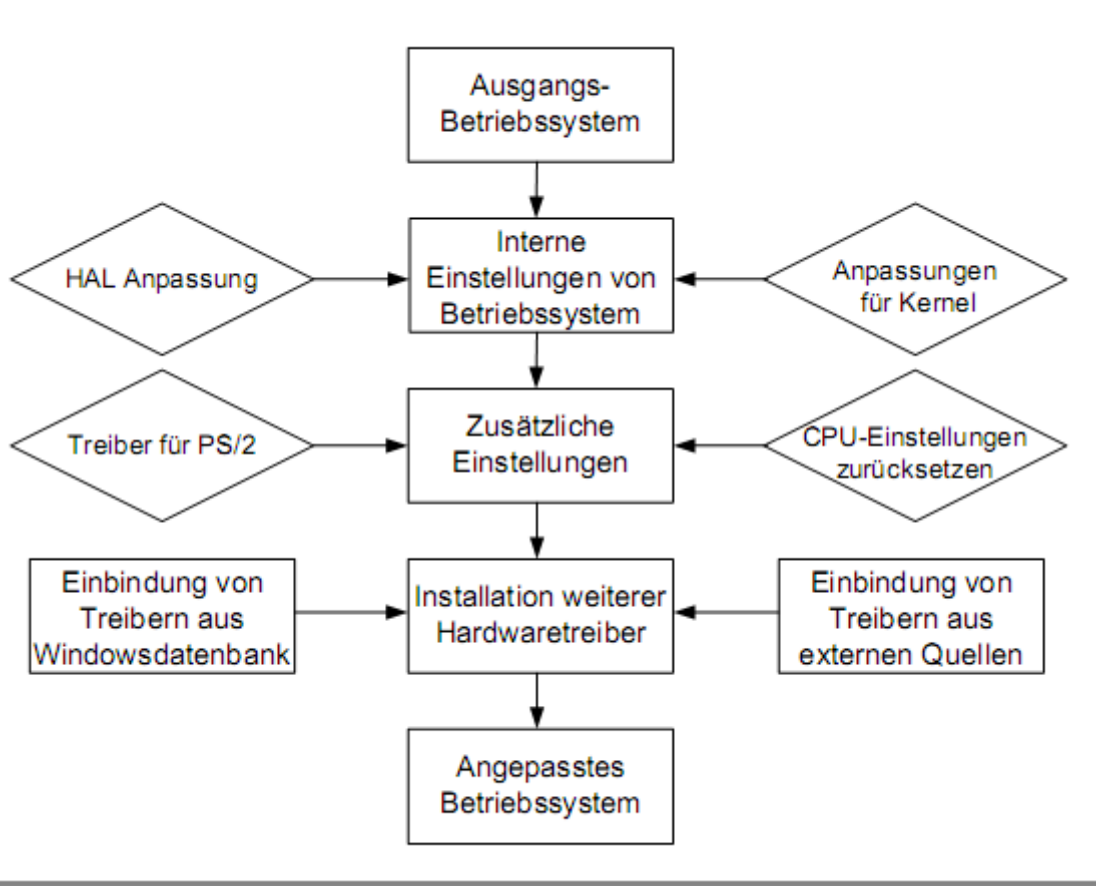 Ausgangs-
Betriebssystem
HAL Anpassung
Interne
Einstellungen von
Betriebssystem
Anpassungen
für Kernel
Treiber für PS/2
Zusätzliche
Einstellungen
CPU-Einstellungen
zurücksetzen
Einbindung von
Treibern aus
Windowsdatenbank
Installation weiterer
Hardwaretreiber
Einbindung von
Treibern aus
externen Quellen
Angepasstes
Betriebssystem